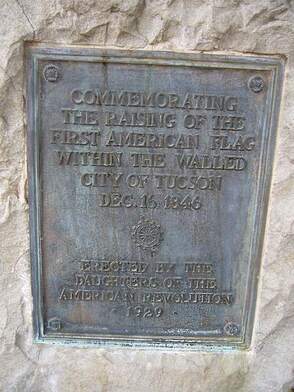 COMMEMORATING
THE RAISING OF THE
FIRST AMERICAN FLAG
WITHIN THE WALLED
CITY OF TUCSON
DEC. 16, 1846
ERECTED BY THE
DAUGHTERS OF THE
AMERICAN REVOLUTION
1929